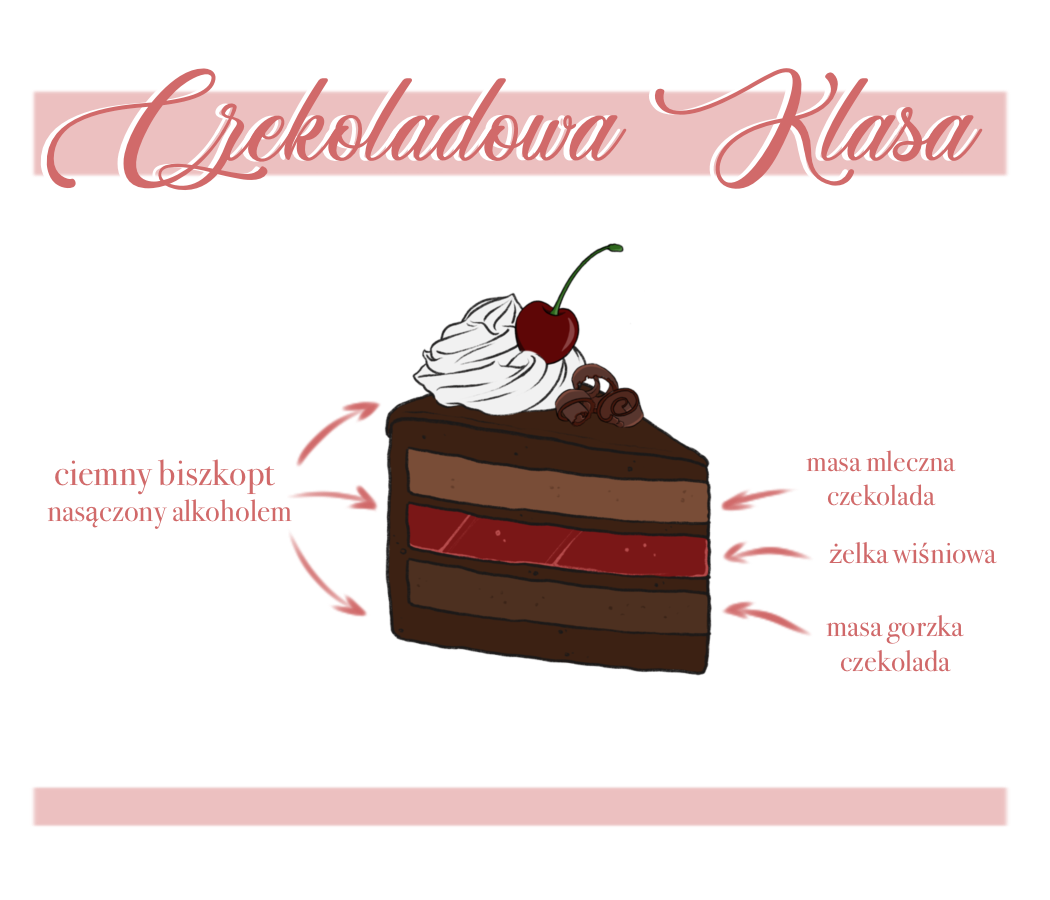 Czekoladowa Klasa
ciemny biszkopt
nasączony alkoholem
masa mleczna
czekolada
żelka wiśniowa
masa gorzka
czekolada